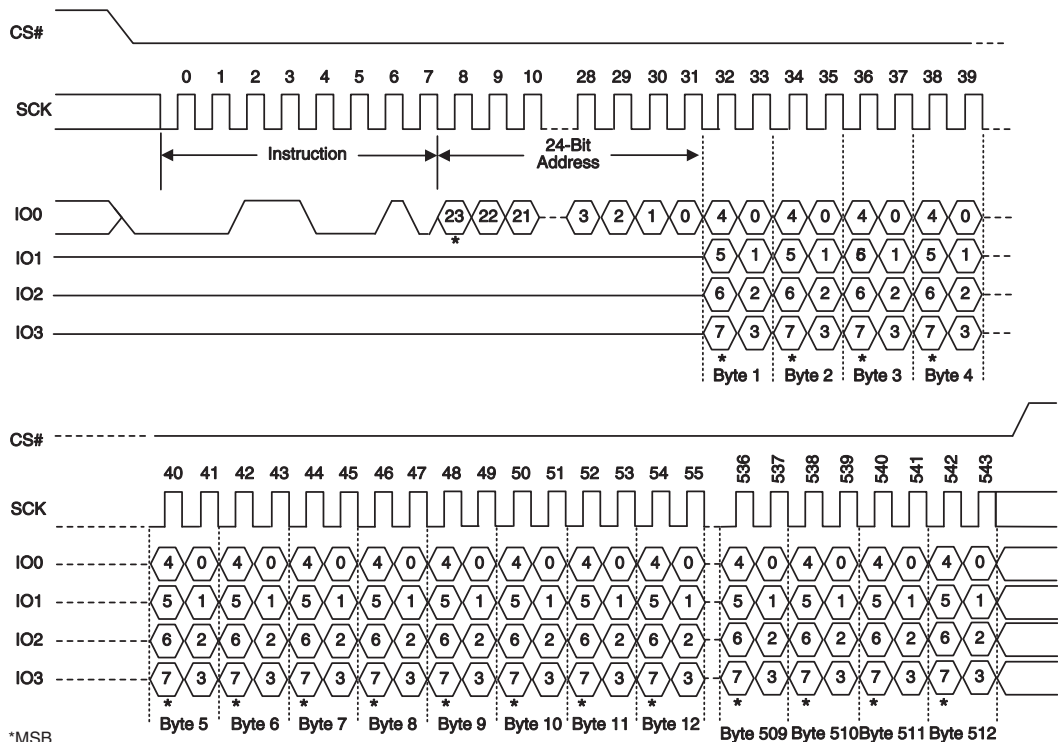 CS#
0 1 2 3 4 5 6 7 8 9 10 28 29 30 31 32 33 34 35 36 37 38 39
SCK
Instruction
24-Bit
Address
IO0 23 22 21 3 2 1 0 4 0 4 0 4 0 4 0
*
IO1 5 1 5 1 6 1 5 1
IO2 6 2 6 2 6 2 6 2
IO3 7 3 7 3 7 3 7 3
* * * *
Byte 1 Byte 2 Byte 3 Byte 4
CS#
40 41 42 43 44 45 46 47 48 49 50 51 52 53 54 55 536 537 538 539 540 541 542 543
SCK
IO0 4 0 4 0 4 0 4 0 4 0 4 0 4 0 4 0 4 0 4 0 4 0 4 0
IO1 5 1 5 1 5 1 5 1 5 1 5 1 5 1 5 1 5 1 5 1 5 1 5 1
IO2 6 2 6 2 6 2 6 2 6 2 6 2 6 2 6 2 6 2 6 2 6 2 6 2
IO3 7 3 7 3 7 3 7 3 7 3 7 3 7 3 7 3 7 3 7 3 7 3 7 3
* * * * * * * * * * * *
Byte 5 Byte 6 Byte 7 Byte 8 Byte 9 Byte 10 Byte 11 Byte 12 Byte 509 Byte 510 Byte 511 Byte 512
*MSB